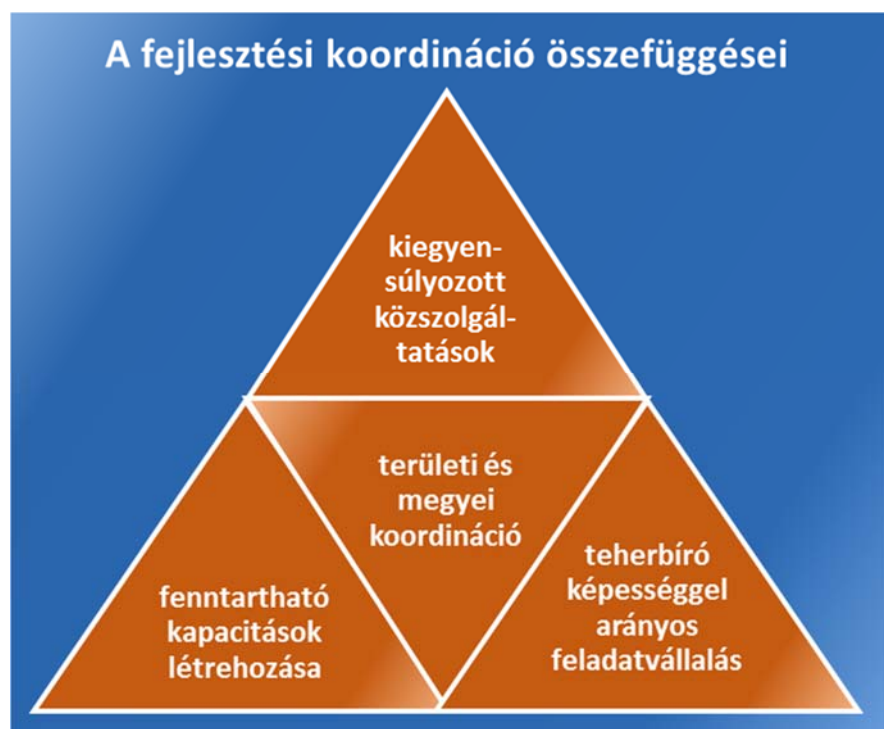 A fejlesztési koordináció összefüggései
kiegyen-
súlyozott
közszolgál-
tatások
területi és
megyei
koordináció
fenntartható
kapacitások
létrehozása
teherbíró
képességgel
arányos
feladatvállalás